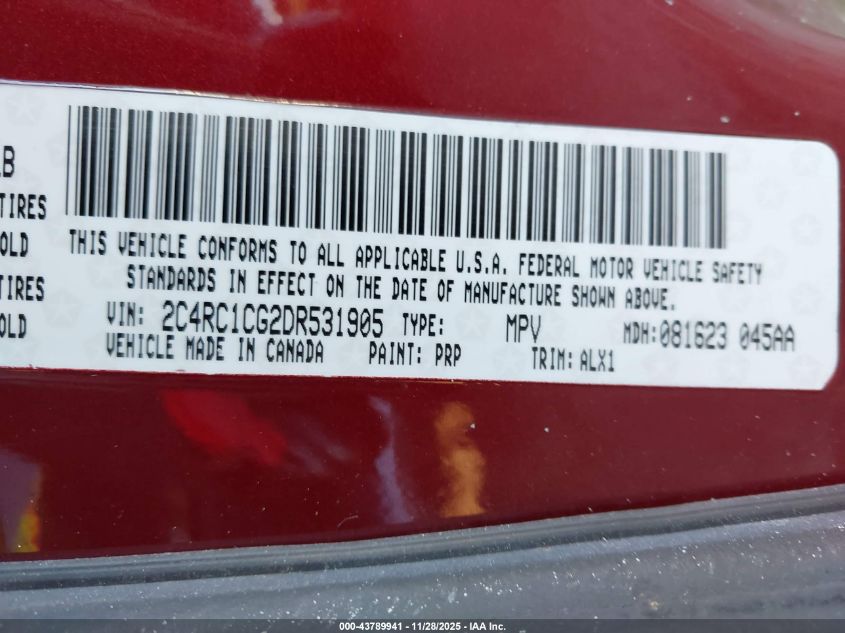 LB
TIRES
OLD
TIRES
OLD
THIS VEHICLE CONFORMS TO ALL APPLICABLE U.S.A. FEDERAL MOTOR VEHICLE SAFETY
STANDARDS IN EFFECT ON THE DATE OF MANUFACTURE SHOWN ABOVE.
VIN: 2C4RC1CG2DR531905 TYPE: MPV MDH:081623 045AA
VEHICLE MADE IN CANADA PAINT: PRP TRIM: ALX1
000-43789941 - 11/28/2025 - IAA Inc.